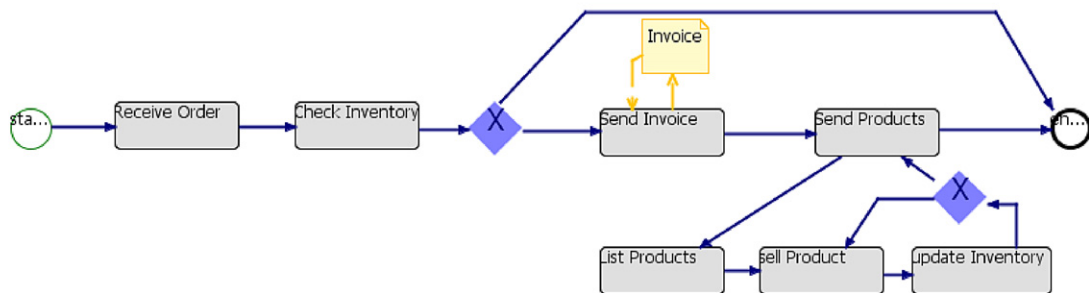 Invoice
sta...
Receive Order
Check Inventory
X
Send Invoice
Send Products
en...
X
List Products
sell Product
update Inventory